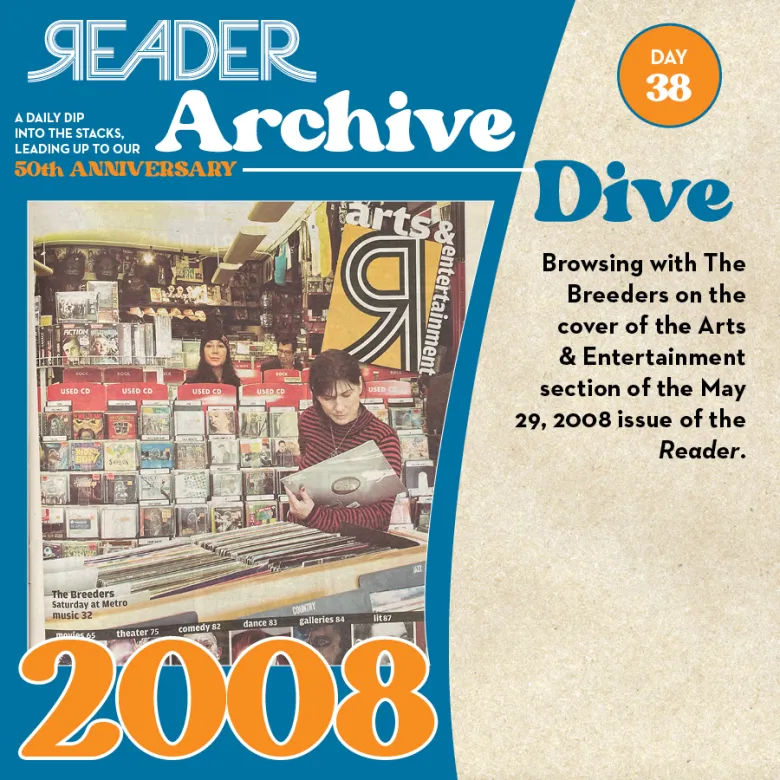 READER
Archive
Dive
A DAILY DIP
INTO THE STACKS,
LEADING UP TO OUR
50th ANNIVERSARY
DAY
38
Browsing with The
Breeders on the
cover of the Arts
& Entertainment
section of the May
29, 2008 issue of the
Reader.
arts &
entertainment
R
ROCK
USED CD
USED CD
USED CD
USED CD
ACTION
JAZZ
COUNTRY
The Breeders
Saturday at Metro
music 32
movies 65
theater 75
comedy 82
dance 83
galleries 84
lit 87
2008